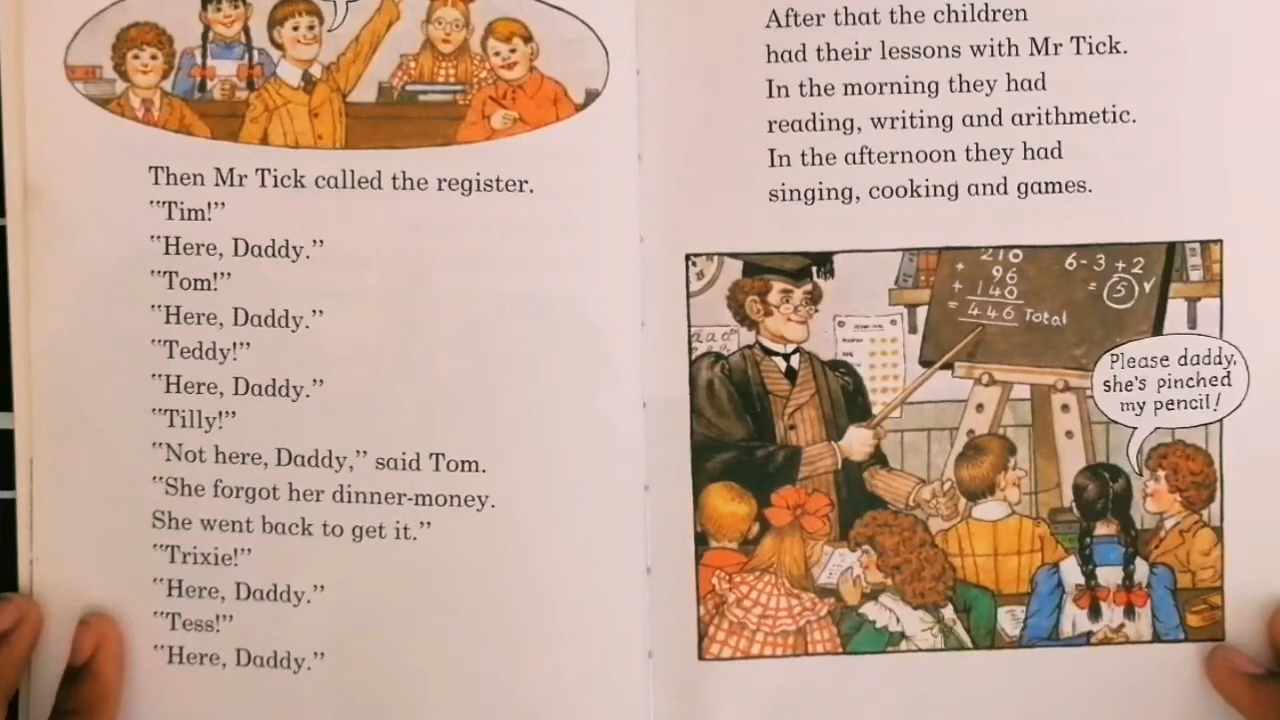 Then Mr Tick called the register.
"Tim!"
"Here, Daddy."
"Tom!"
"Here, Daddy."
"Teddy!"
"Here, Daddy."
"Tilly!"
"Not here, Daddy," said Tom.
"She forgot her dinner-money.
She went back to get it."
"Trixie!"
"Here, Daddy."
"Tess!"
"Here, Daddy."
After that the children
had their lessons with Mr Tick.
In the morning they had
reading, writing and arithmetic.
In the afternoon they had
singing, cooking and games.
210
+ 96
+ 140
= 446 Total
6-3+2
= 5 ✓
Please daddy,
she's pinched
my pencil!
a a a